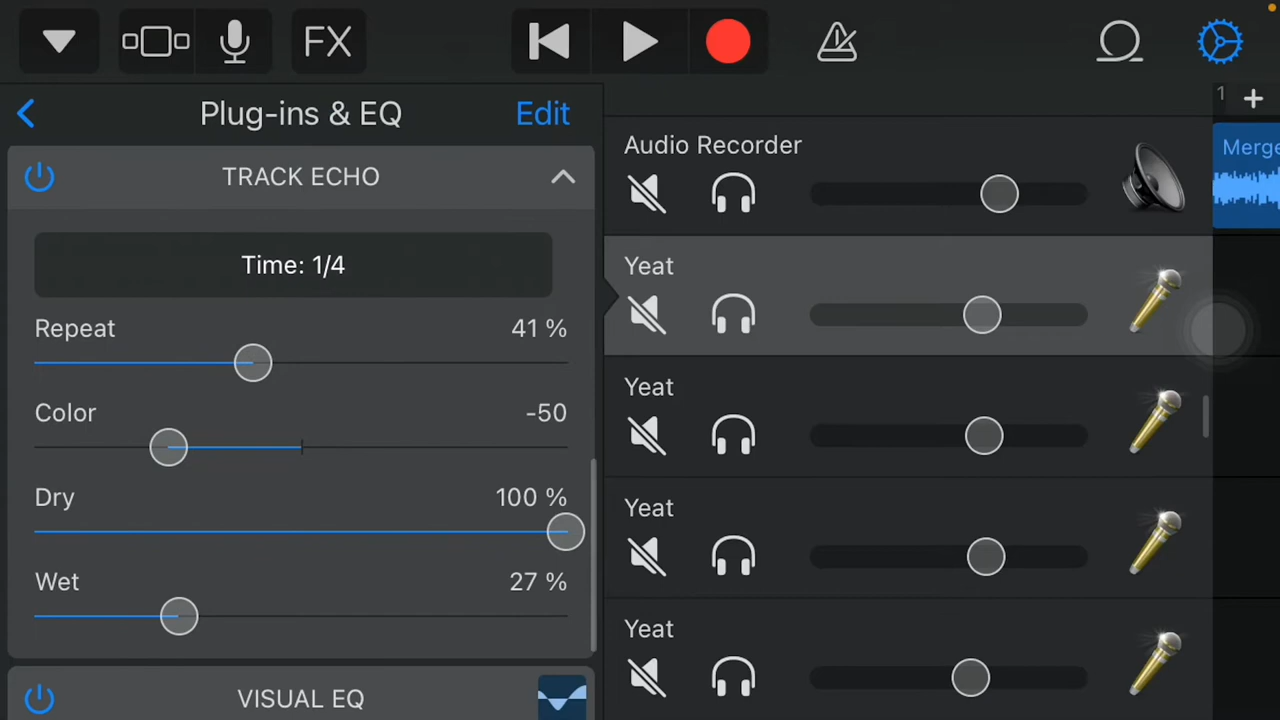 FX
Plug-ins & EQ
Edit
TRACK ECHO
Time: 1/4
Repeat
41 %
Color
-50
Dry
100 %
Wet
27 %
VISUAL EQ
1
Audio Recorder
Merge
Yeat
Yeat
Yeat
Yeat